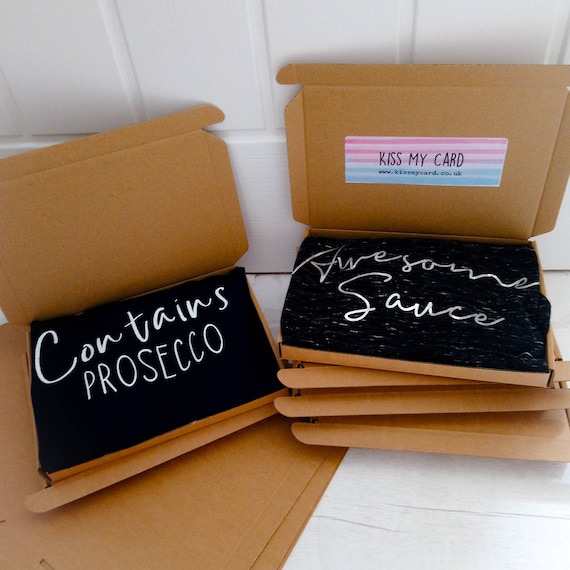 KISS MY CARD
www.kissmycard.co.uk
Contains
PROSECCO
Awesome
Sauce